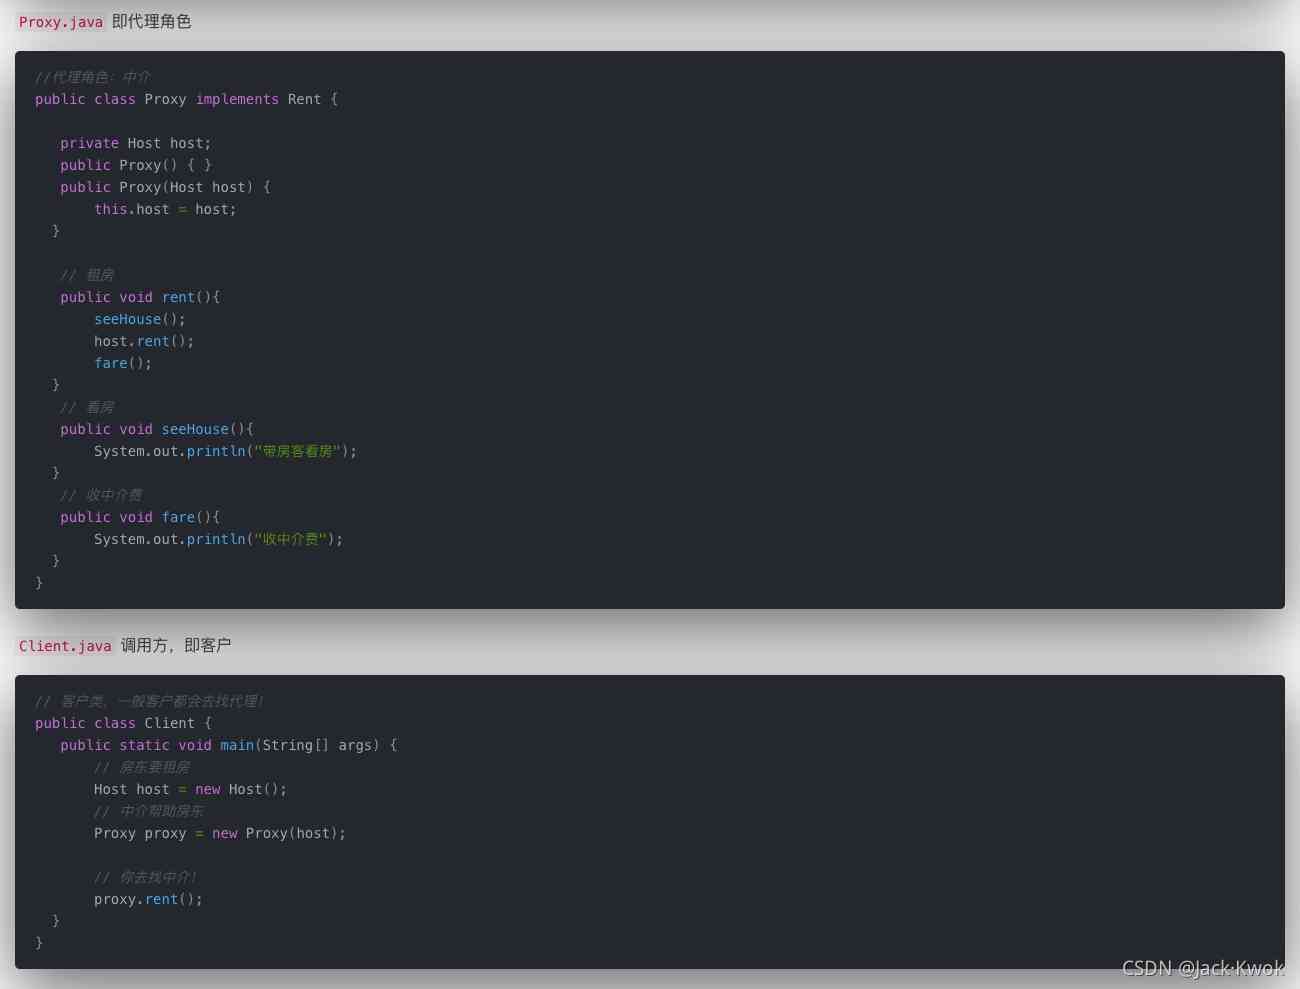 Proxy.java 即代理角色
//代理角色：中介
public class Proxy implements Rent {
private Host host;
public Proxy() { }
public Proxy(Host host) {
this.host = host;
}
// 租房
public void rent(){
seeHouse();
host.rent();
fare();
}
// 看房
public void seeHouse(){
System.out.println("带房客看房");
}
// 收中介费
public void fare(){
System.out.println("收中介费");
}
}
Client.java 调用方，即客户
// 客户类，一般客户都会去找代理！
public class Client {
public static void main(String[] args) {
// 房东要租房
Host host = new Host();
// 中介帮助房东
Proxy proxy = new Proxy(host);
// 你去找中介！
proxy.rent();
}
}
CSDN @Jack·Kwok